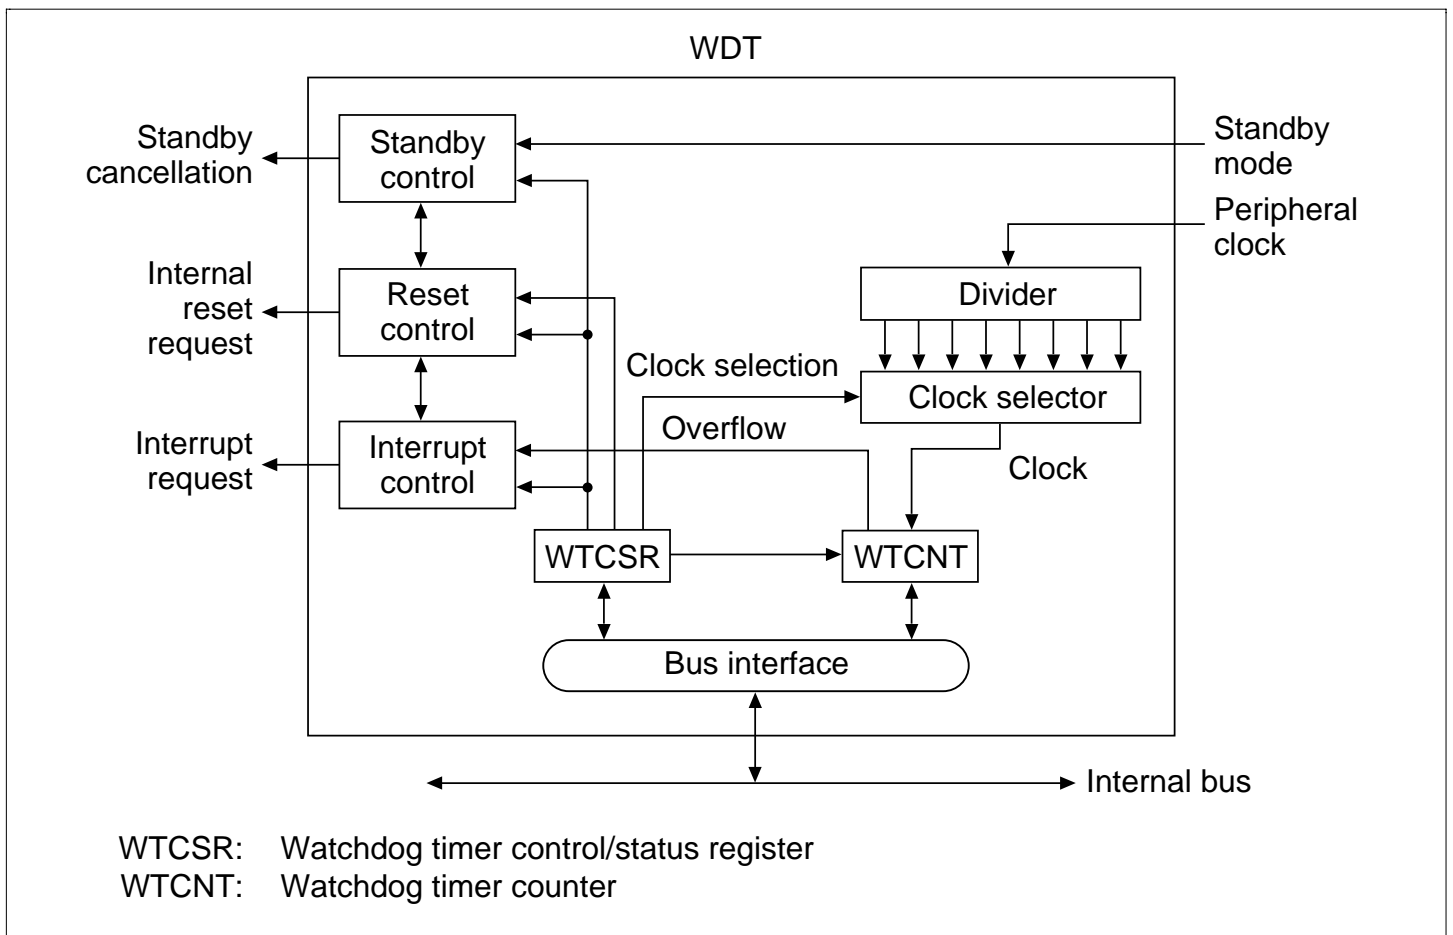 WDT
Standby
cancellation
Standby
control
Standby
mode
Peripheral
clock
Internal
reset
request
Reset
control
Divider
Clock selection
Clock selector
Overflow
Interrupt
request
Interrupt
control
Clock
WTCSR
WTCNT
Bus interface
Internal bus
WTCSR: Watchdog timer control/status register
WTCNT: Watchdog timer counter